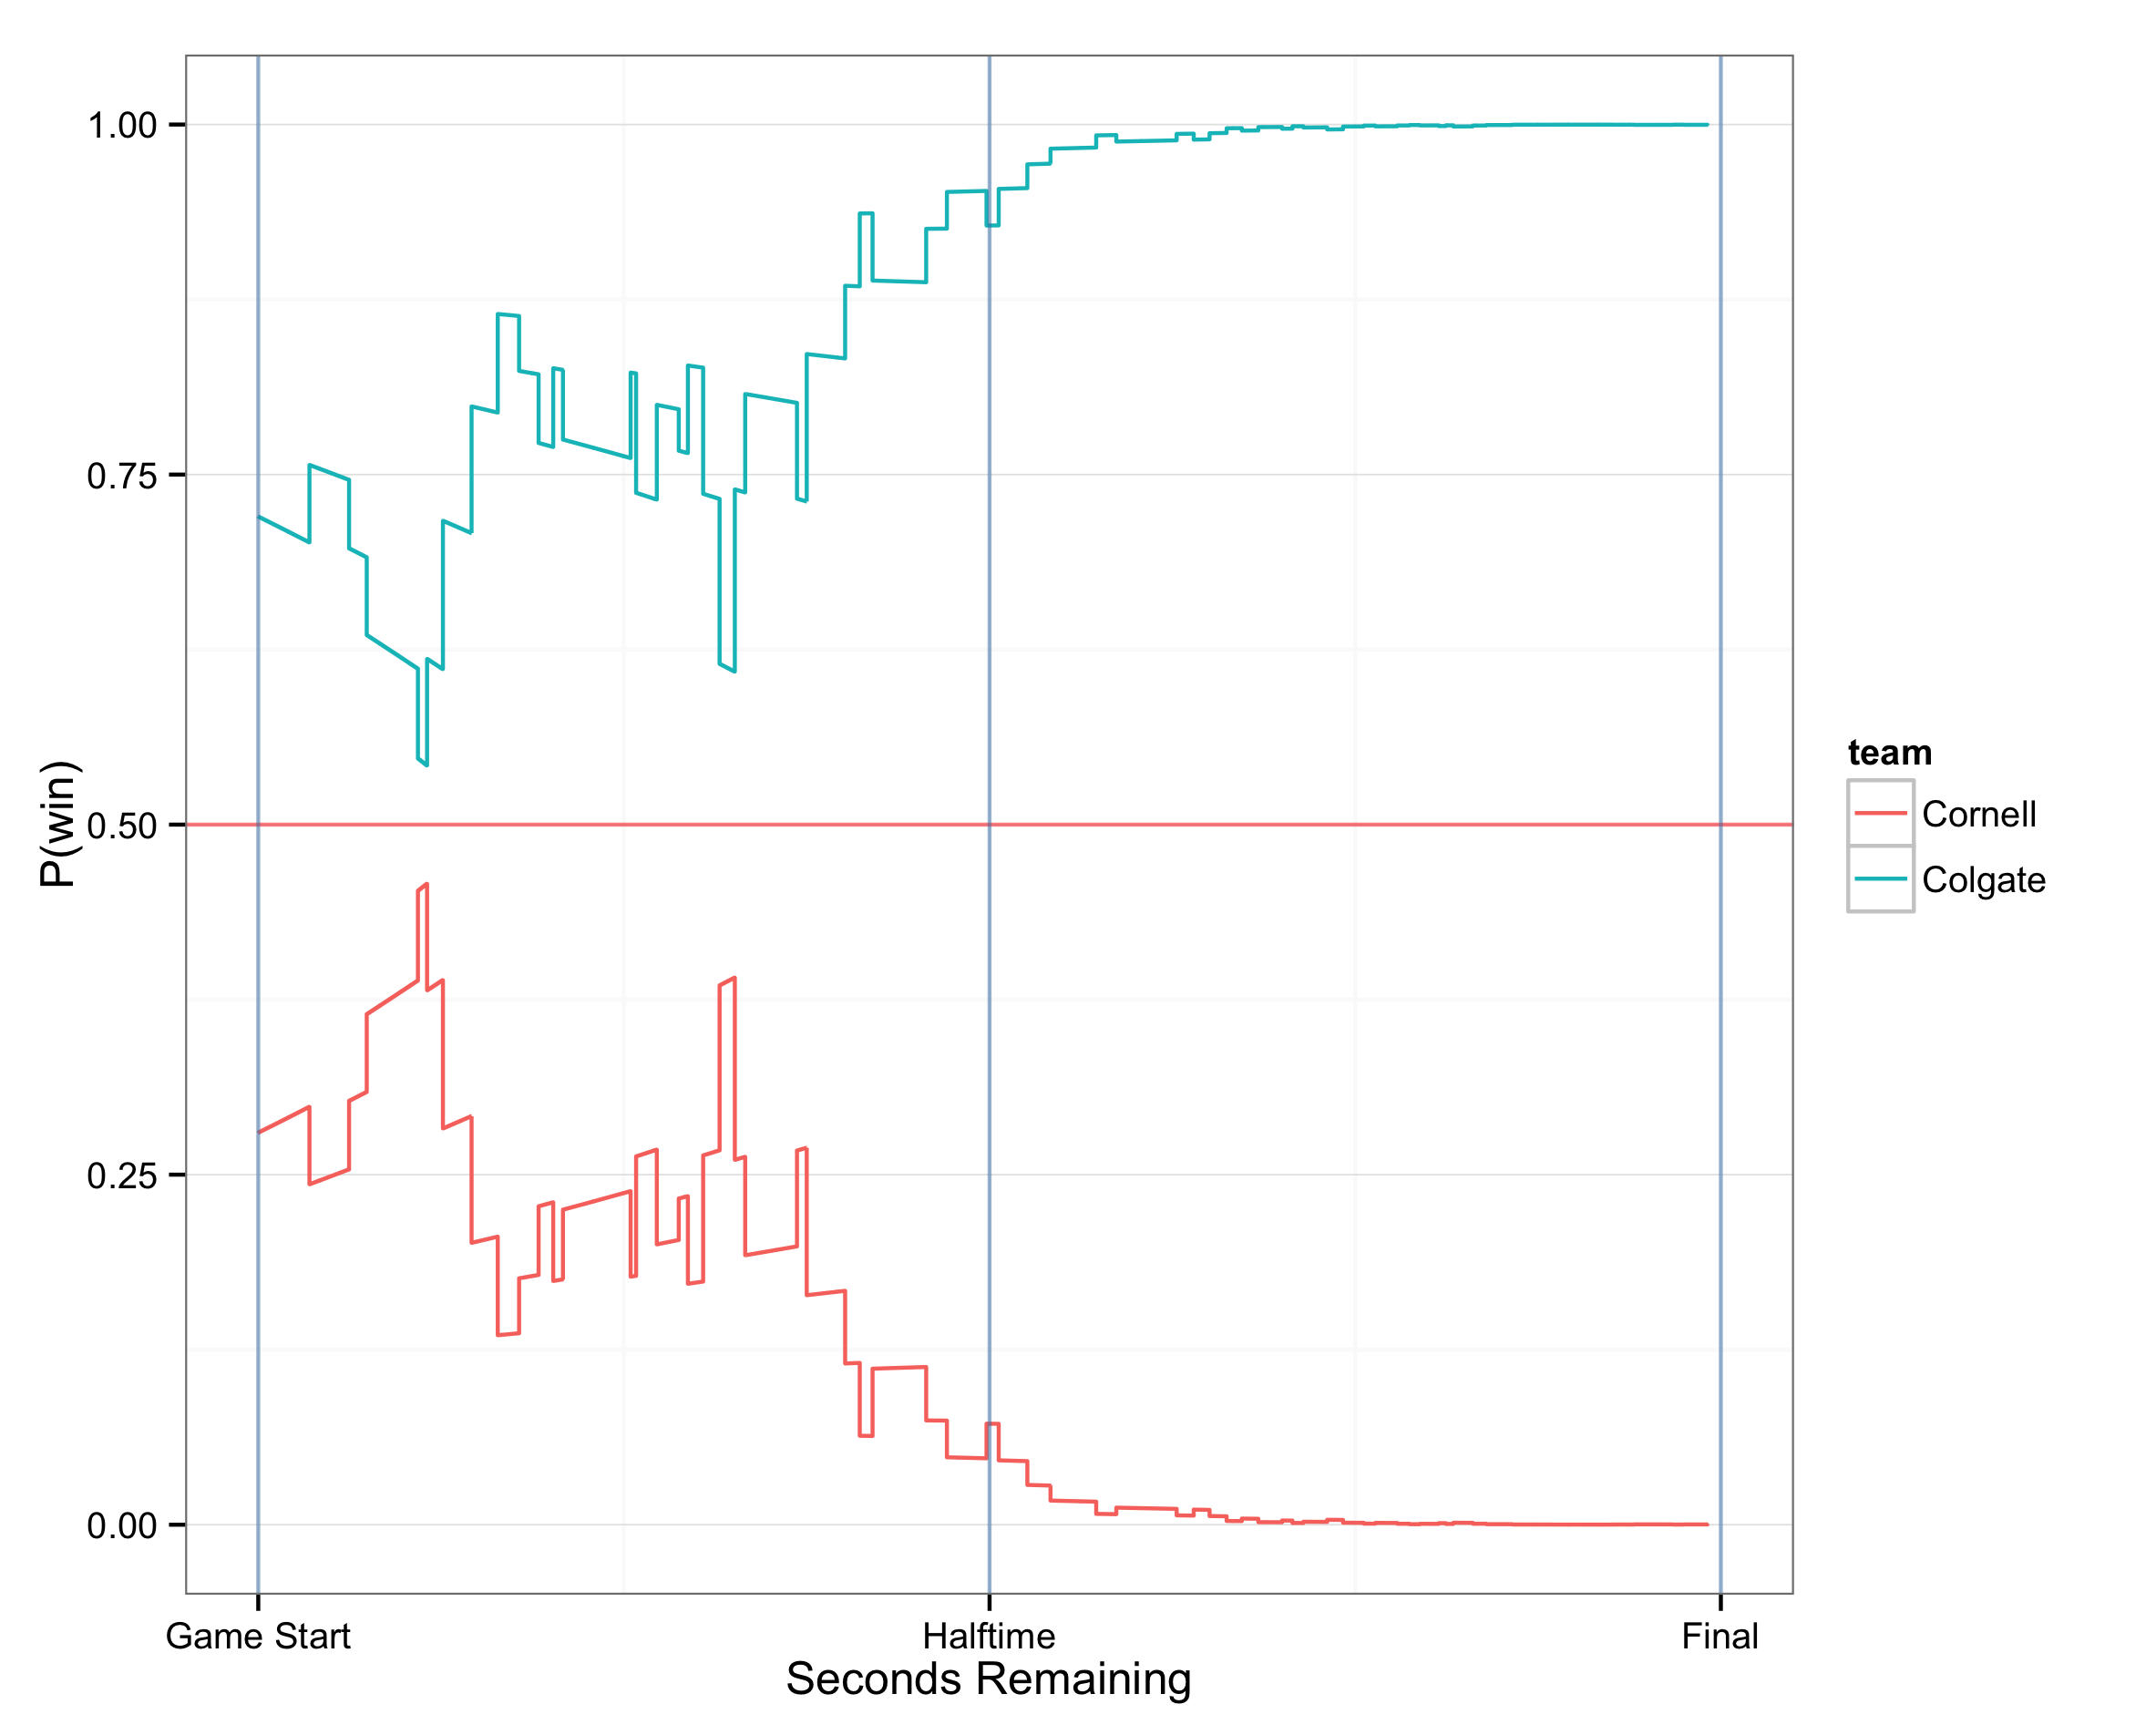 1.00
0.75
0.50
0.25
0.00
P(win)
Game Start
Halftime
Final
Seconds Remaining
team
Cornell
Colgate